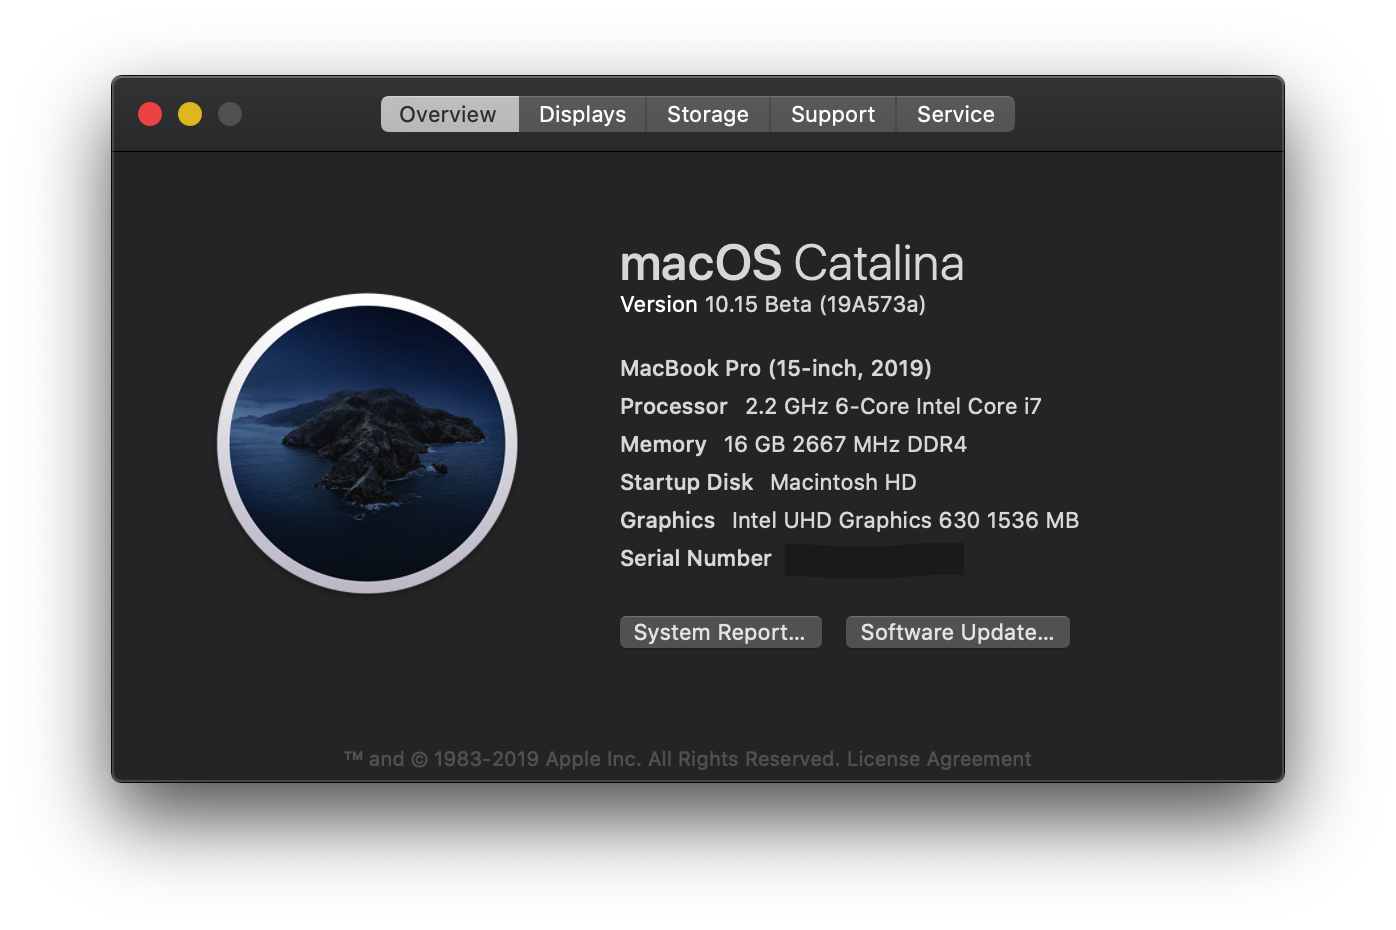 Overview Displays Storage Support Service
macOS Catalina
Version 10.15 Beta (19A573a)
MacBook Pro (15-inch, 2019)
Processor 2.2 GHz 6-Core Intel Core i7
Memory 16 GB 2667 MHz DDR4
Startup Disk Macintosh HD
Graphics Intel UHD Graphics 630 1536 MB
Serial Number
System Report... Software Update...
™ and © 1983-2019 Apple Inc. All Rights Reserved. License Agreement